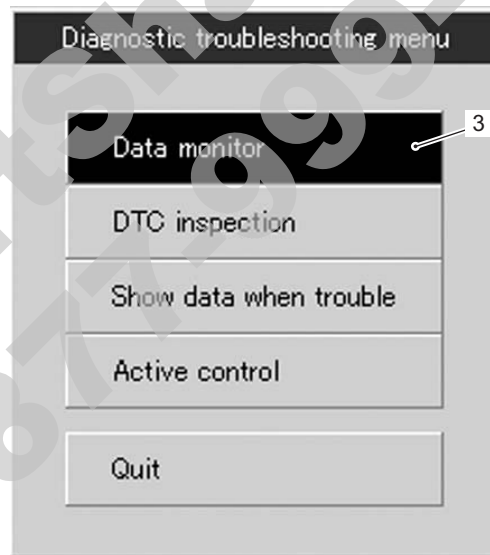 Diagnostic troubleshooting menu
3
Data monitor
DTC inspection
Show data when trouble
Active control
Quit